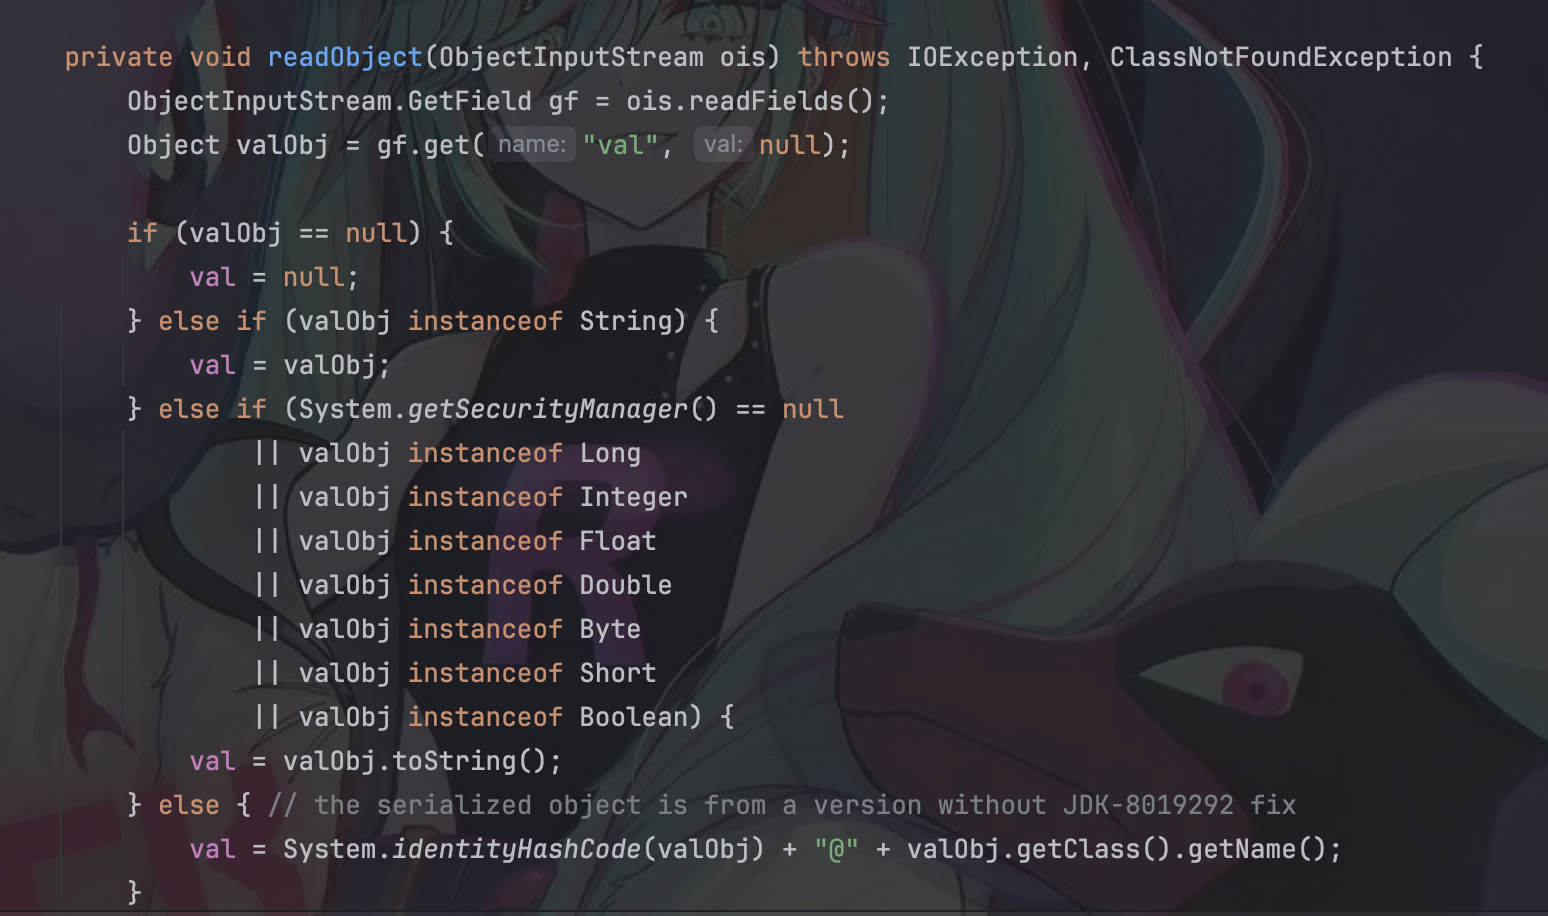 private void readObject(ObjectInputStream ois) throws IOException, ClassNotFoundException {
ObjectInputStream.GetField gf = ois.readFields();
Object valObj = gf.get( name: "val", val: null);
if (valObj == null) {
val = null;
} else if (valObj instanceof String) {
val = valObj;
} else if (System.getSecurityManager() == null
|| valObj instanceof Long
|| valObj instanceof Integer
|| valObj instanceof Float
|| valObj instanceof Double
|| valObj instanceof Byte
|| valObj instanceof Short
|| valObj instanceof Boolean) {
val = valObj.toString();
} else { // the serialized object is from a version without JDK-8019292 fix
val = System.identityHashCode(valObj) + "@" + valObj.getClass().getName();
}